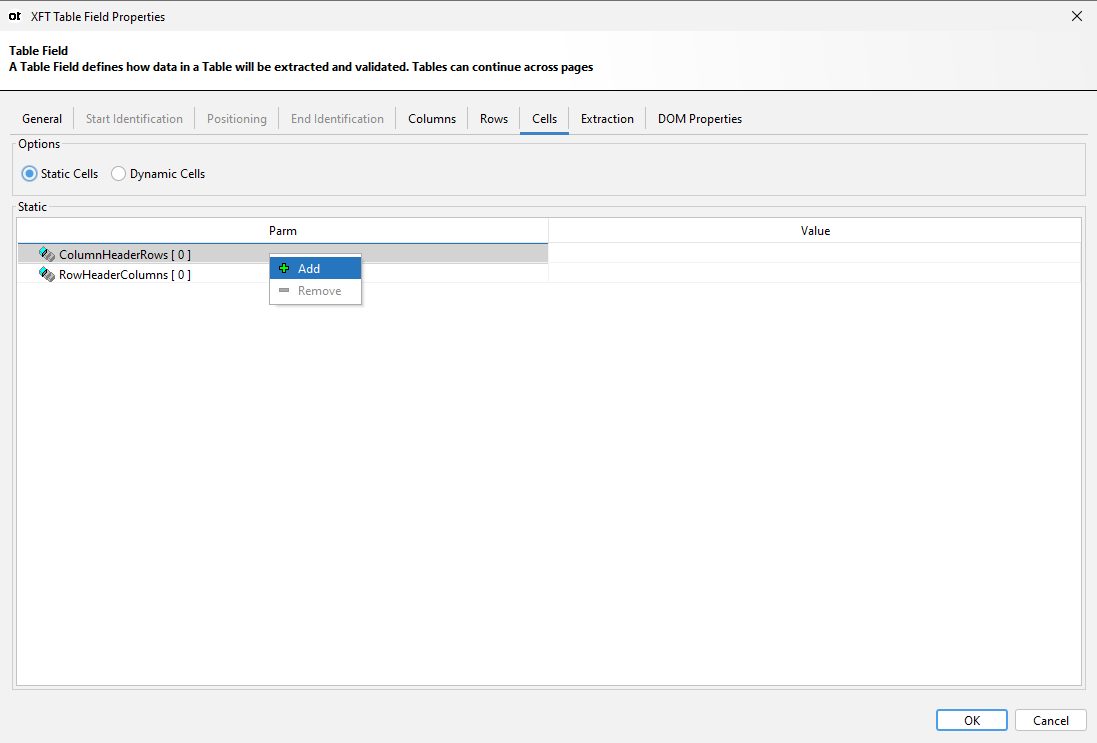 ot XFT Table Field Properties
Table Field
A Table Field defines how data in a Table will be extracted and validated. Tables can continue across pages
General Start Identification Positioning End Identification Columns Rows Cells Extraction DOM Properties
Options
Static Cells Dynamic Cells
Static
Parm Value
ColumnHeaderRows [ 0 ]
Add
RowHeaderColumns [ 0 ]
Remove
OK Cancel